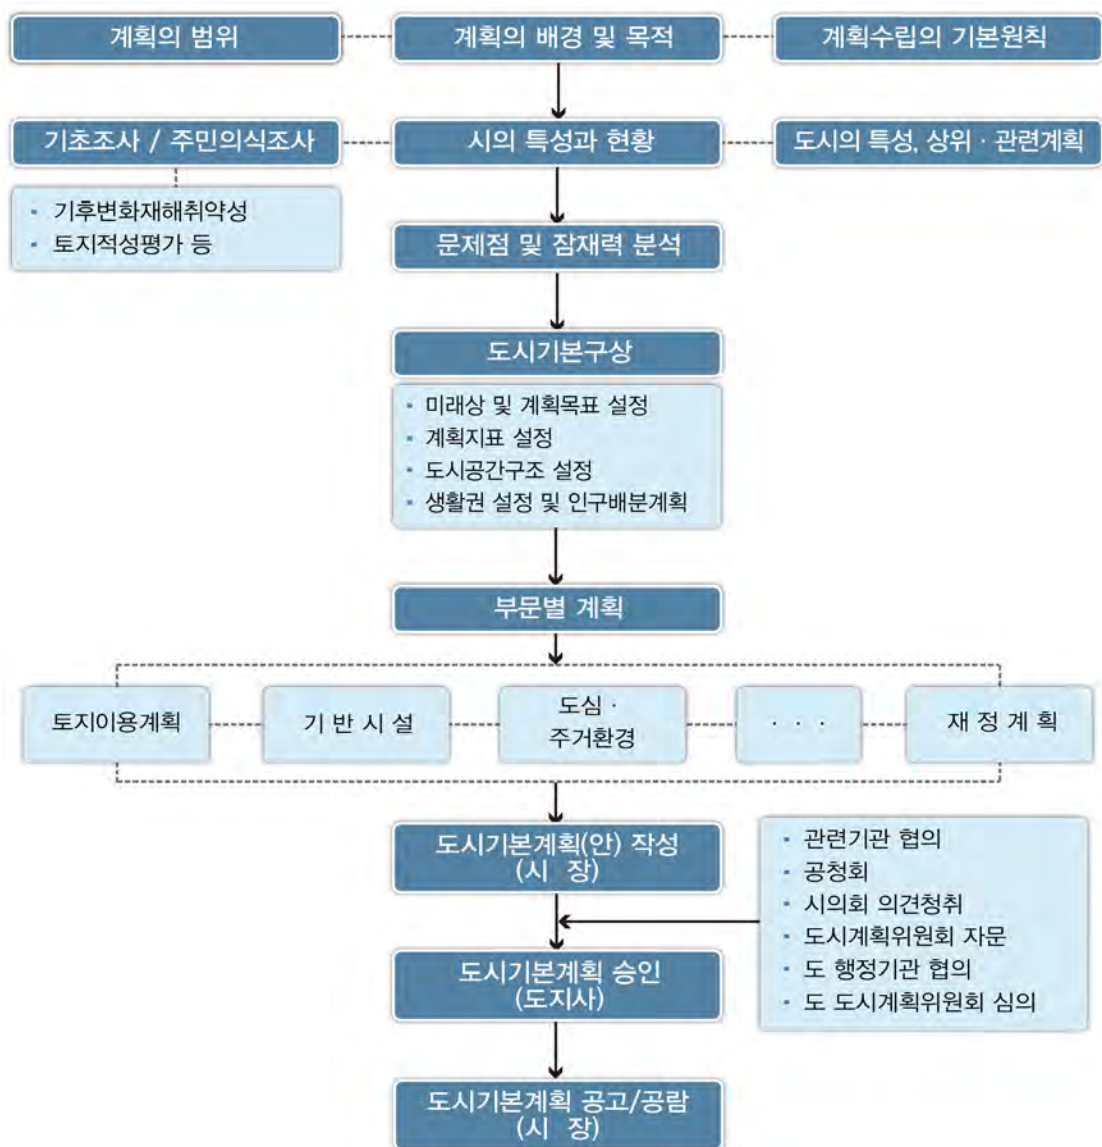 계획의 범위
계획의 배경 및 목적
계획수립의 기본원칙
기초조사 / 주민의식조사
시의 특성과 현황
도시의 특성, 상위 · 관련계획
▪ 기후변화재해취약성
▪ 토지적성평가 등
문제점 및 잠재력 분석
도시기본구상
▪ 미래상 및 계획목표 설정
▪ 계획지표 설정
▪ 도시공간구조 설정
▪ 생활권 설정 및 인구배분계획
부문별 계획
토지이용계획
기 반 시 설
도심 ·
주거환경
· · ·
재 정 계 획
도시기본계획(안) 작성
(시 장)
▪ 관련기관 협의
▪ 공청회
▪ 시의회 의견청취
▪ 도시계획위원회 자문
▪ 도 행정기관 협의
▪ 도 도시계획위원회 심의
도시기본계획 승인
(도지사)
도시기본계획 공고/공람
(시 장)